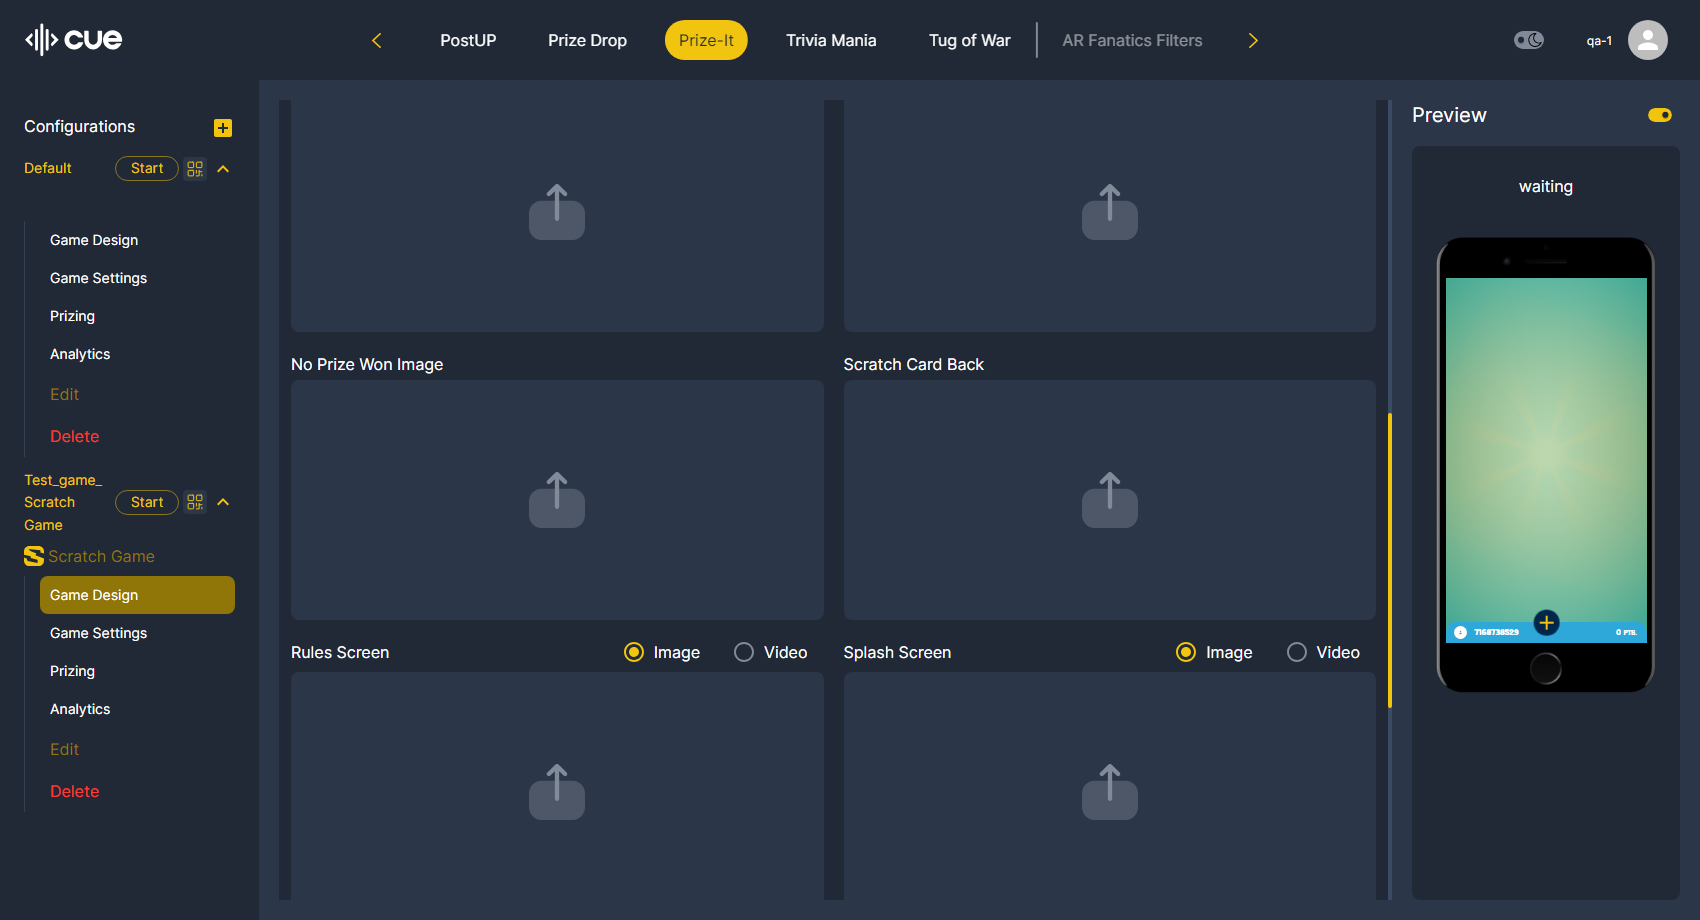 cue
PostUP
Prize Drop
Prize-It
Trivia Mania
Tug of War
AR Fanatics Filters
qa-1
Configurations
Default
Start
Game Design
Game Settings
Prizing
Analytics
Edit
Delete
Test_game_
Scratch
Game
Start
Scratch Game
Game Design
Game Settings
Prizing
Analytics
Edit
Delete
No Prize Won Image
Scratch Card Back
Rules Screen
Image
Video
Splash Screen
Image
Video
Preview
waiting
7168738529
0 PTS.